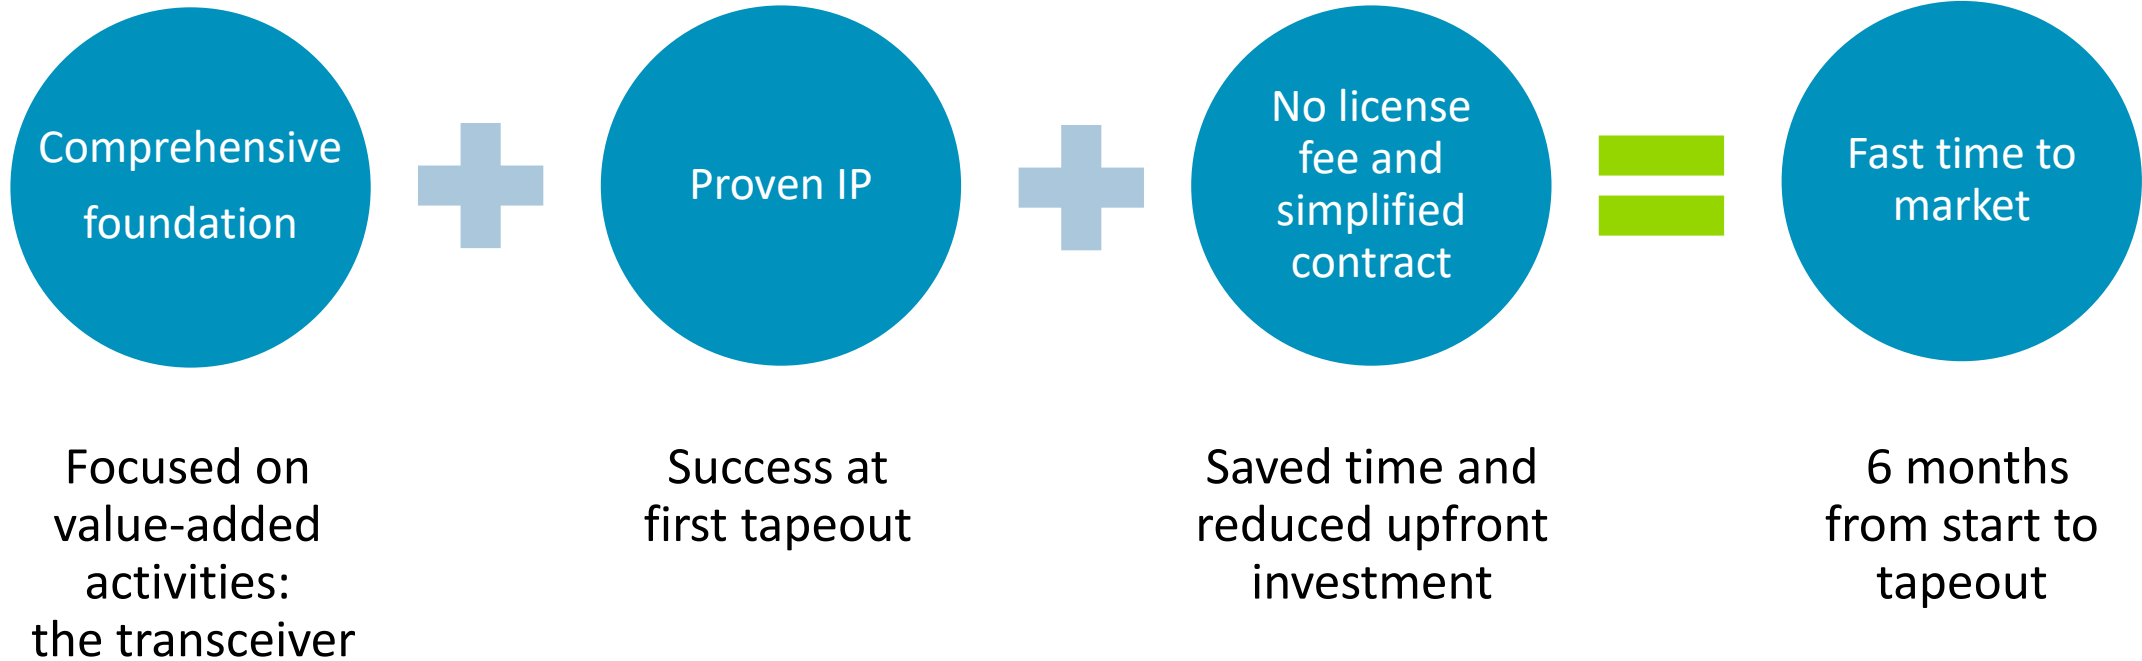 Comprehensive
foundation
Proven IP
No license
fee and
simplified
contract
Fast time to
market
Focused on
value-added
activities:
the transceiver
Success at
first tapeout
Saved time and
reduced upfront
investment
6 months
from start to
tapeout